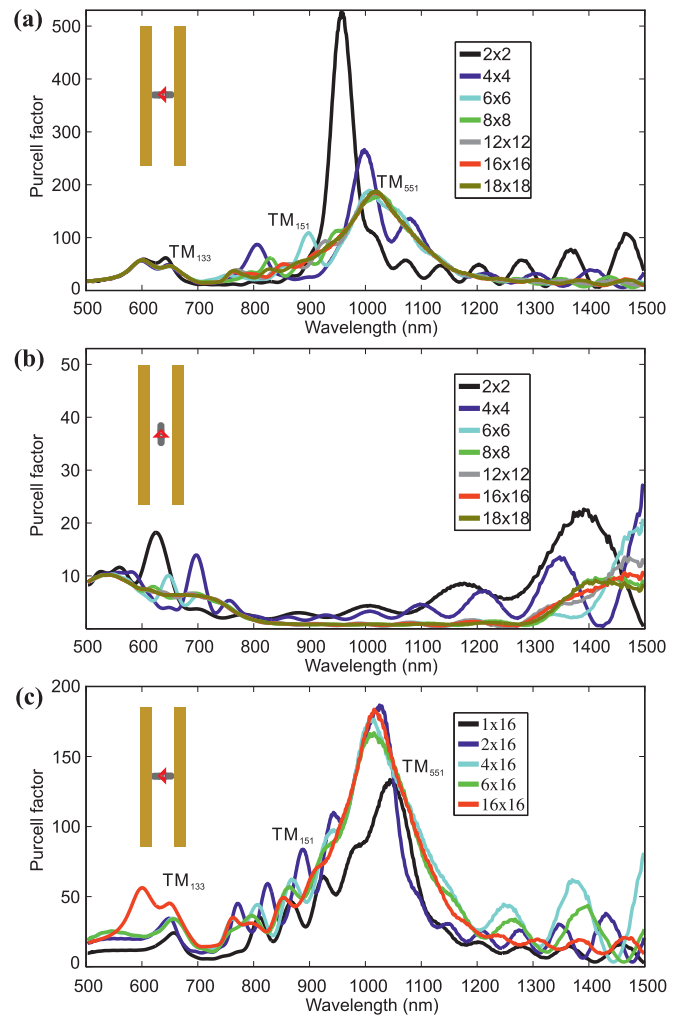 (a)
500
400
300
200
100
0
Purcell factor
2x2
4x4
6x6
8x8
12x12
16x16
18x18
TM133
TM151
TM551
500 600 700 800 900 1000 1100 1200 1300 1400 1500
Wavelength (nm)
(b)
50
40
30
20
10
Purcell factor
2x2
4x4
6x6
8x8
12x12
16x16
18x18
500 600 700 800 900 1000 1100 1200 1300 1400 1500
Wavelength (nm)
(c)
200
150
100
50
0
Purcell factor
1x16
2x16
4x16
6x16
16x16
TM133
TM151
TM551
500 600 700 800 900 1000 1100 1200 1300 1400 1500
Wavelength (nm)